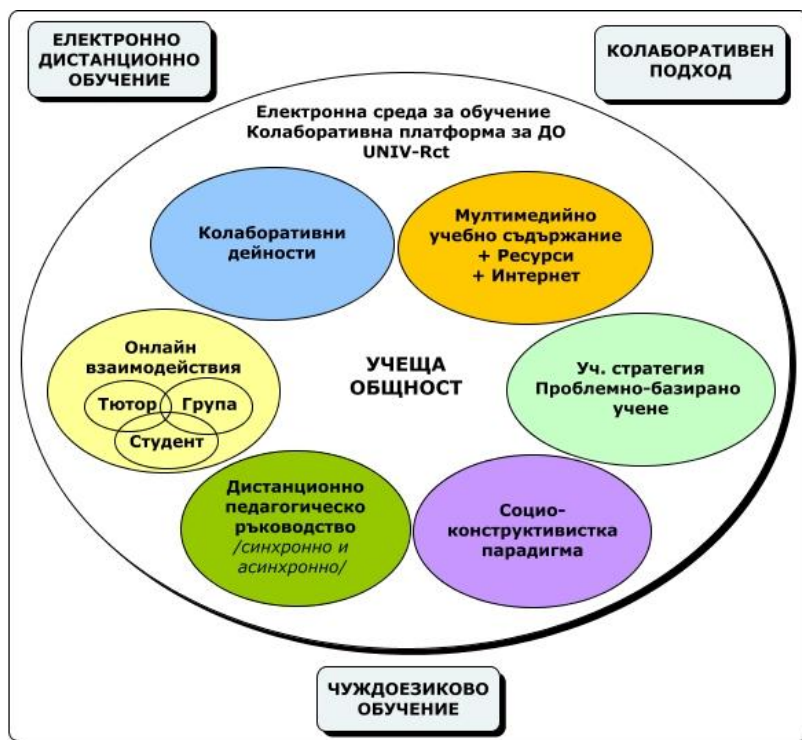 ЕЛЕКТРОННО
ДИСТАНЦИОННО
ОБУЧЕНИЕ
КОЛАБОРАТИВЕН
ПОДХОД
Електронна среда за обучение
Колаборативна платформа за ДО
UNIV-Rct
Колаборативни
дейности
Мултимедийно
учебно съдържание
+ Ресурси
+ Интернет
Онлайн
взаимодействия
Тютор
Група
Студент
УЧЕЩА
ОБЩНОСТ
Уч. стратегия
Проблемно-базирано
учене
Дистанционно
педагогическо
ръководство
/синхронно и
асинхронно/
Социо-
конструктивистка
парадигма
ЧУЖДОЕЗИКОВО
ОБУЧЕНИЕ